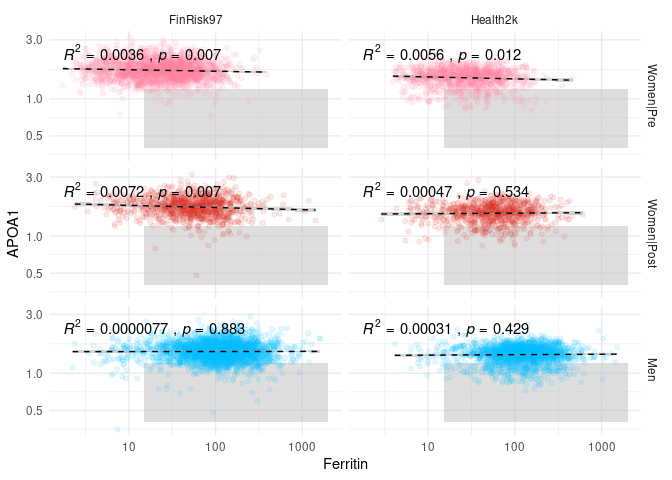 FinRisk97 Health2k
3.0 R² = 0.0036 , p = 0.007 R² = 0.0056 , p = 0.012 Women|Pre
1.0
0.5
3.0 R² = 0.0072 , p = 0.007 R² = 0.00047 , p = 0.534 Women|Post
1.0
0.5
APOA1
3.0 R² = 0.0000077 , p = 0.883 R² = 0.00031 , p = 0.429 Men
1.0
0.5
10 100 1000 10 100 1000
Ferritin